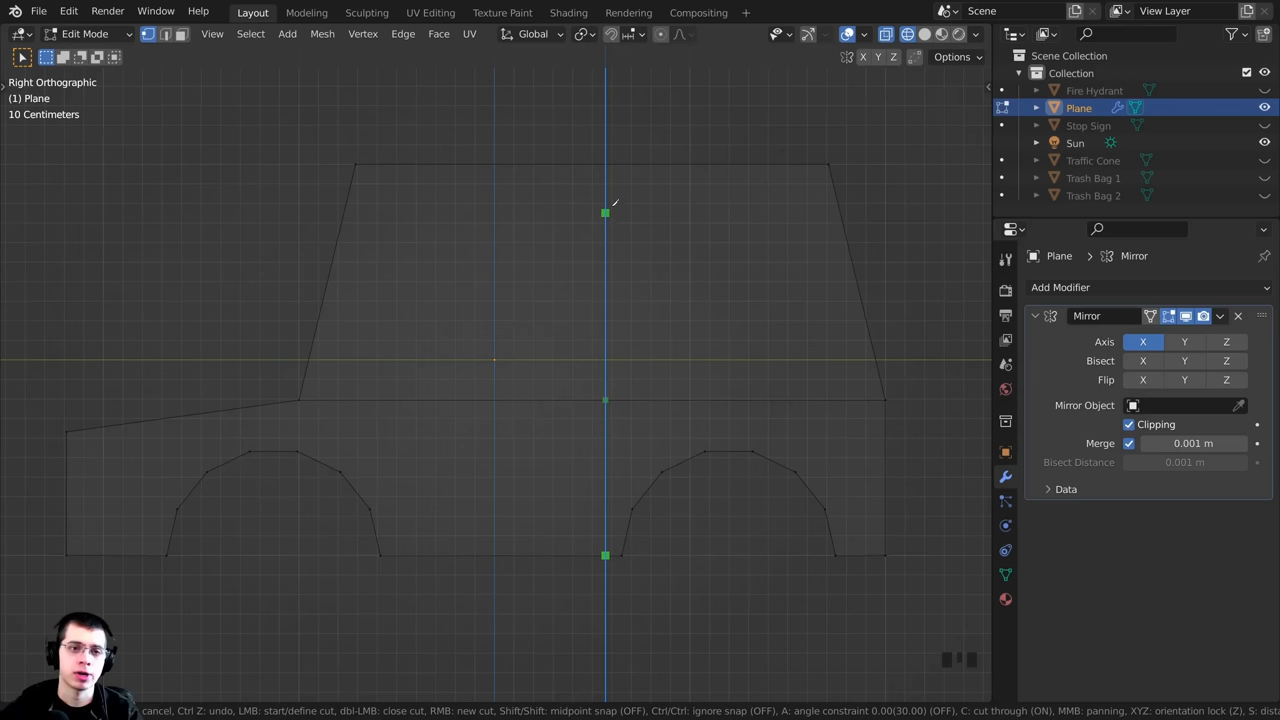 File Edit Render Window Help Layout Modeling Sculpting UV Editing Texture Paint Shading Animation Rendering Compositing + Scene View Layer
Edit Mode View Select Add Mesh Vertex Edge Face UV Global
X Y Z Options
Right Orthographic
(1) Plane
10 Centimeters
Scene Collection
Collection
Fire Hydrant
Plane
Stop Sign
Sun
Traffic Cone
Trash Bag 1
Trash Bag 2
Plane > Mirror
Add Modifier
Mirror
Axis X Y Z
Bisect X Y Z
Flip X Y Z
Mirror Object
Clipping
Merge 0.001 m
Bisect Distance 0.001 m
Data
cancel, Ctrl Z: undo, LMB: start/define cut, dbl-LMB: close cut, RMB: new cut, Shift/Shift: midpoint snap (OFF), Ctrl/Ctrl: ignore snap (OFF), A: angle constraint 0.00(30.00) (OFF), C: cut through (ON), MMB: panning, XYZ: orientation lock (Z), S: dist